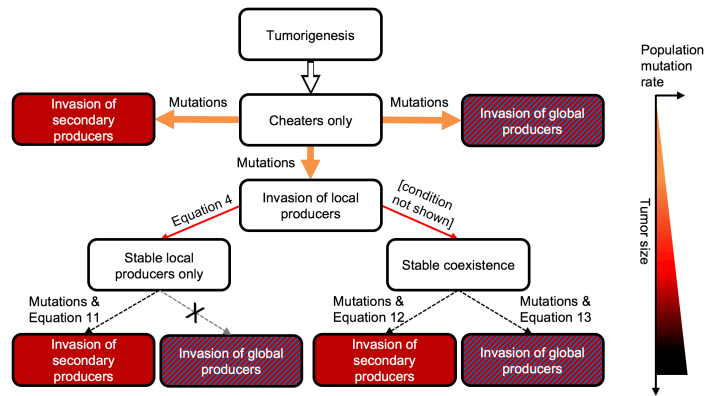 Tumorigenesis
Population
mutation
rate
Invasion of
secondary
producers
Mutations
Cheaters only
Mutations
Invasion of global
producers
Mutations
Equation 4
Invasion of local
producers
[condition
not shown]
Tumor size
Stable local
producers only
Stable coexistence
Mutations &
Equation 11
Mutations &
Equation 12
Mutations &
Equation 13
Invasion of
secondary
producers
Invasion of global
producers
Invasion of
secondary
producers
Invasion of global
producers